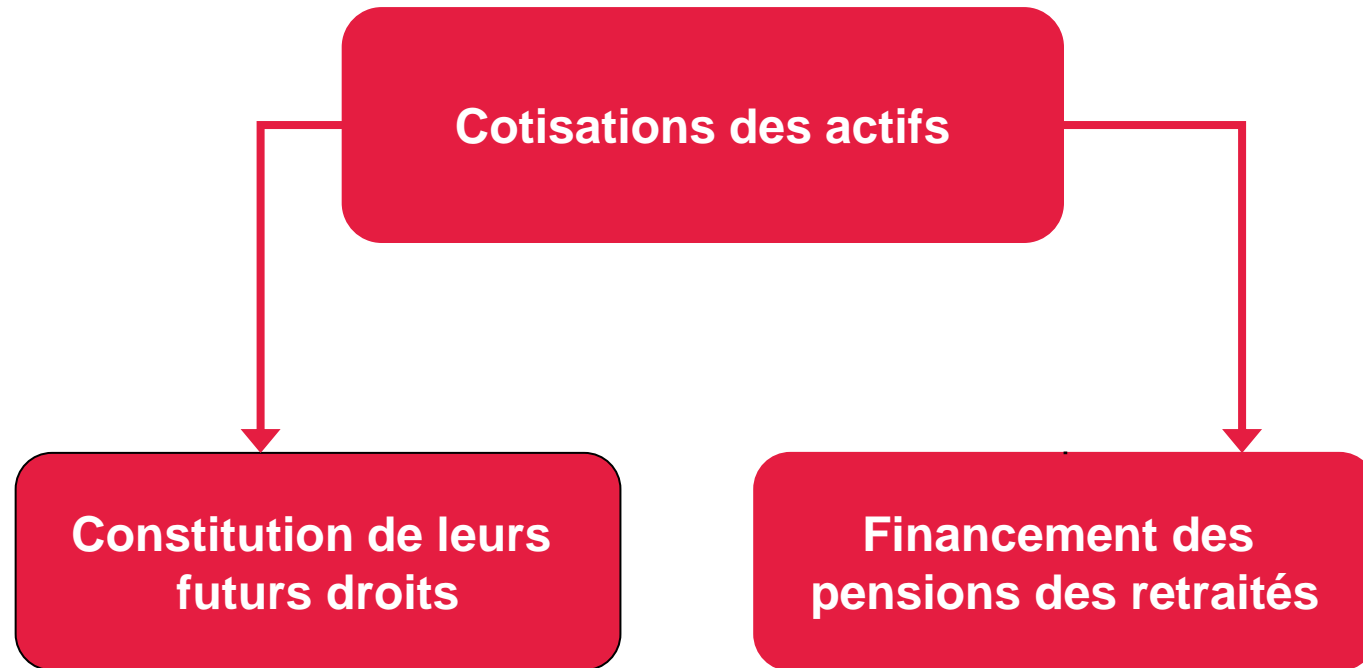 Cotisations des actifs
Constitution de leurs
futurs droits
Financement des
pensions des retraités